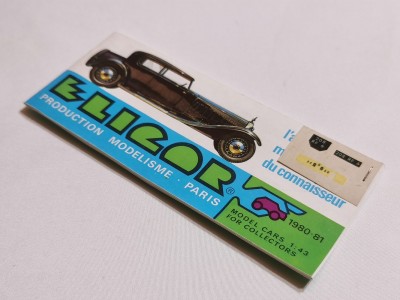 ELIGOR®
PRODUCTION MODELISME · PARIS
du connaisseur
1980-81
MODEL CARS 1:43
FOR COLLECTORS